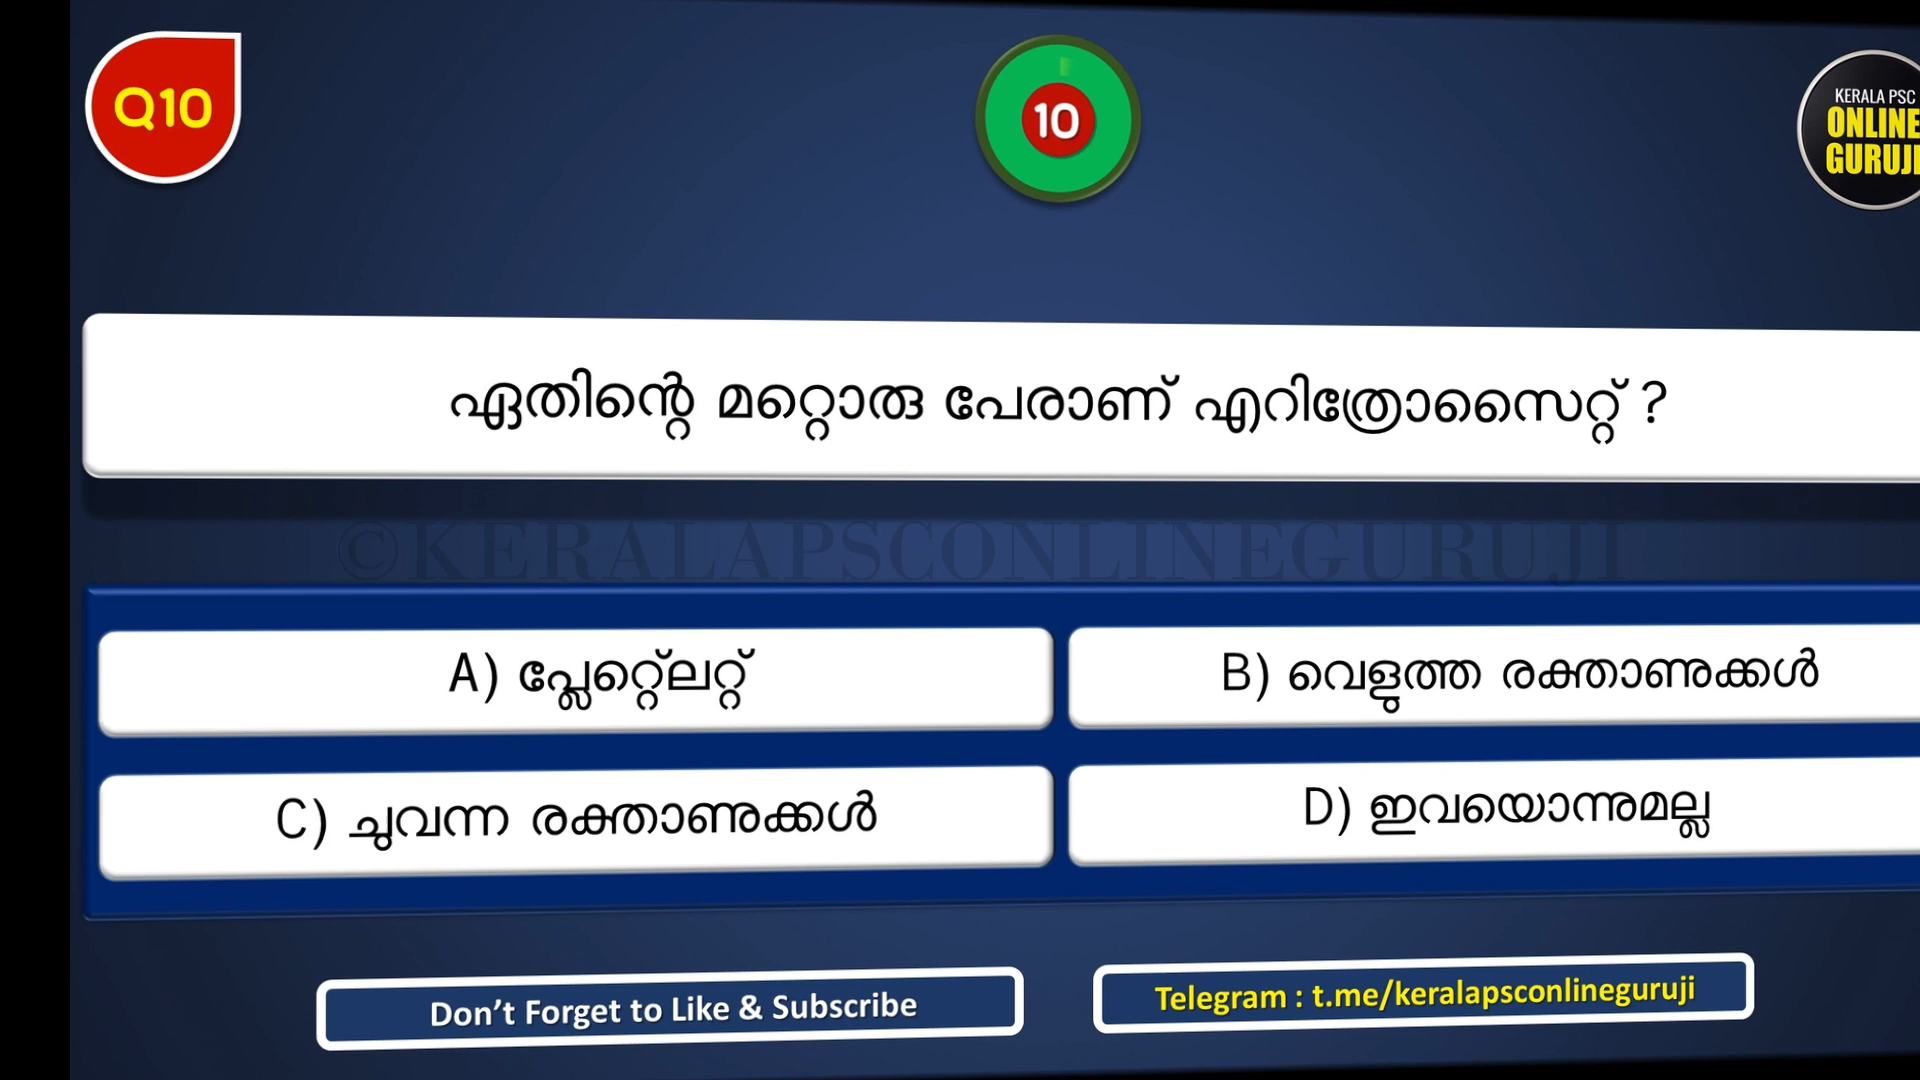 Q10
10
KERALA PSC
ONLINE
GURUJI
ഏതിന്റെ മറ്റൊരു പേരാണ് എറിത്രോസൈറ്റ് ?
©KERALAPSCONLINEGURUJI
A) പ്ലേറ്റ്ലെറ്റ്
B) വെളുത്ത രക്താണുക്കൾ
C) ചുവന്ന രക്താണുക്കൾ
D) ഇവയൊന്നുമല്ല
Don’t Forget to Like & Subscribe
Telegram : t.me/keralapsconlineguruji